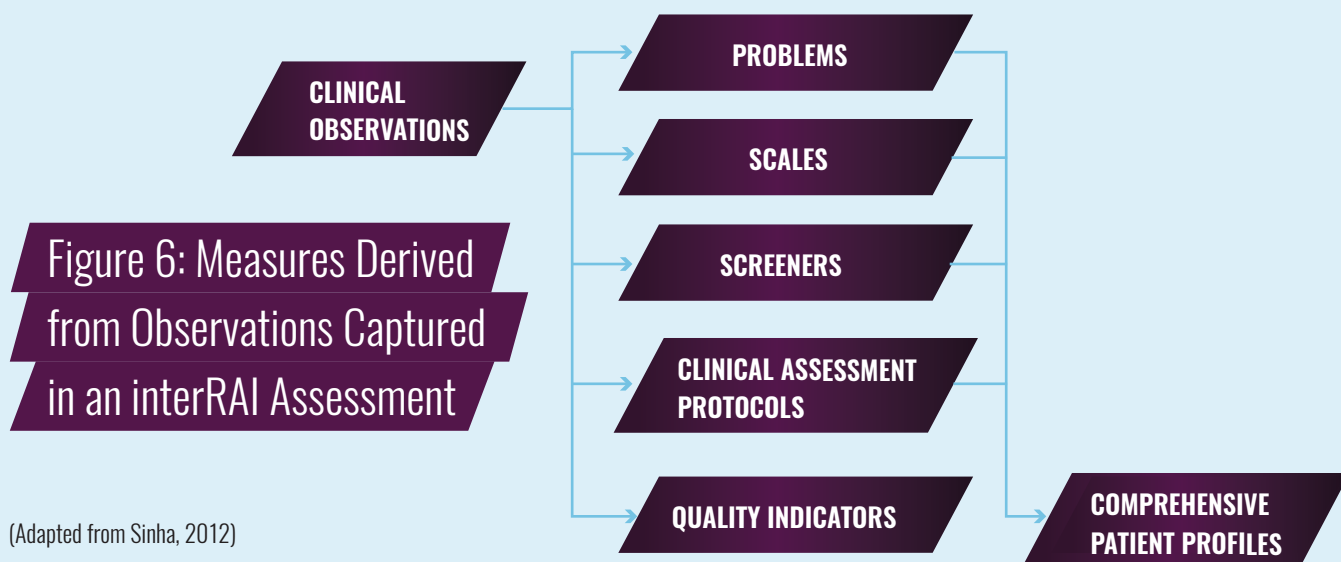 CLINICAL
OBSERVATIONS
PROBLEMS
SCALES
SCREENERS
CLINICAL ASSESSMENT
PROTOCOLS
QUALITY INDICATORS
COMPREHENSIVE
PATIENT PROFILES
Figure 6: Measures Derived
from Observations Captured
in an interRAI Assessment
(Adapted from Sinha, 2012)